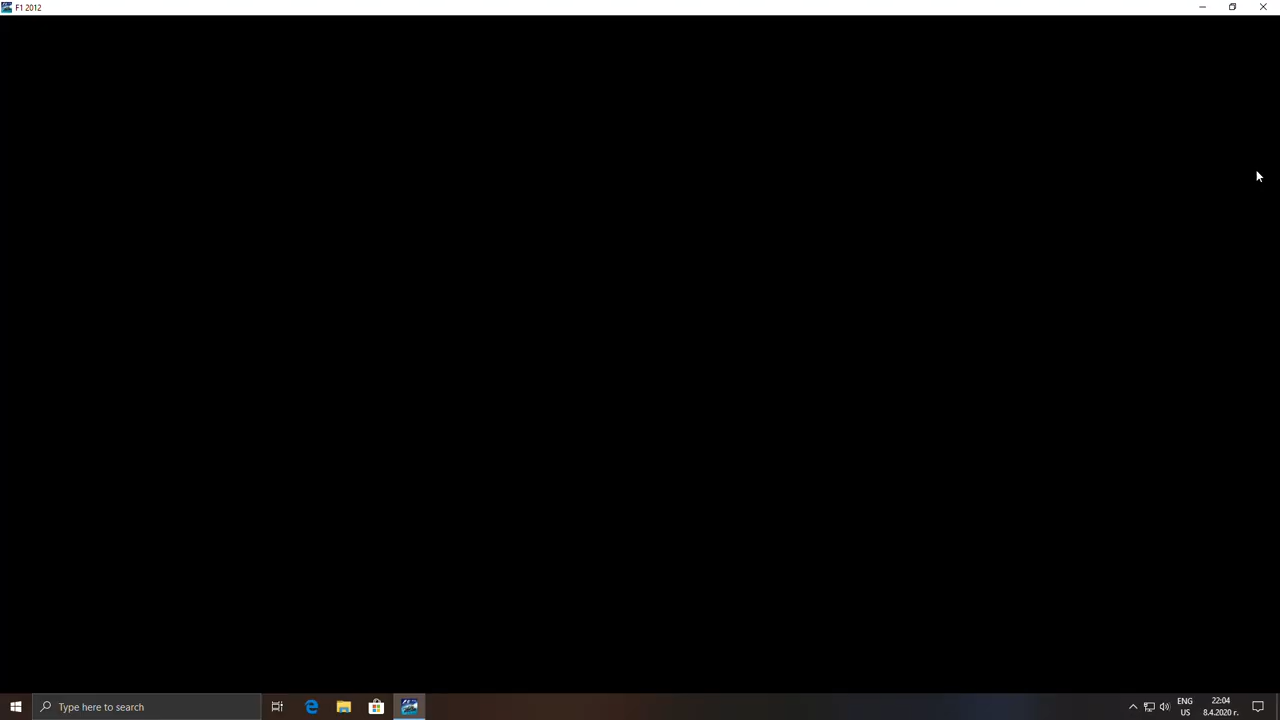 F1 2012
Type here to search
ENG
US
22:04
8.4.2020 г.